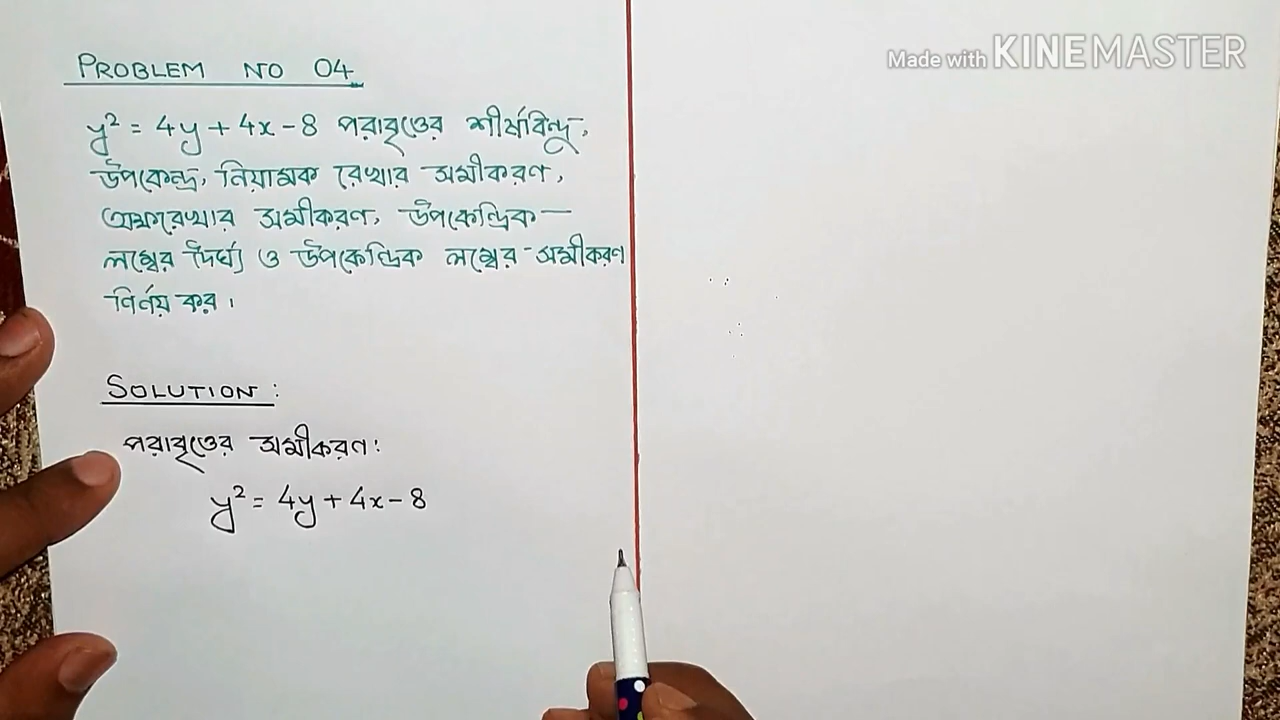 PROBLEM NO 04
Made with KINEMASTER
y² = 4y + 4x - 8 পরাবৃত্তের শীর্ষবিন্দু,
উপকেন্দ্র, নিয়ামক রেখার সমীকরণ,
অক্ষরেখার সমীকরণ, উপকেন্দ্রিক—
লম্বের দৈর্ঘ্য ও উপকেন্দ্রিক লম্বের - সমীকরণ
নির্ণয় কর।
SOLUTION :
পরাবৃত্তের সমীকরণ:
y² = 4y + 4x - 8